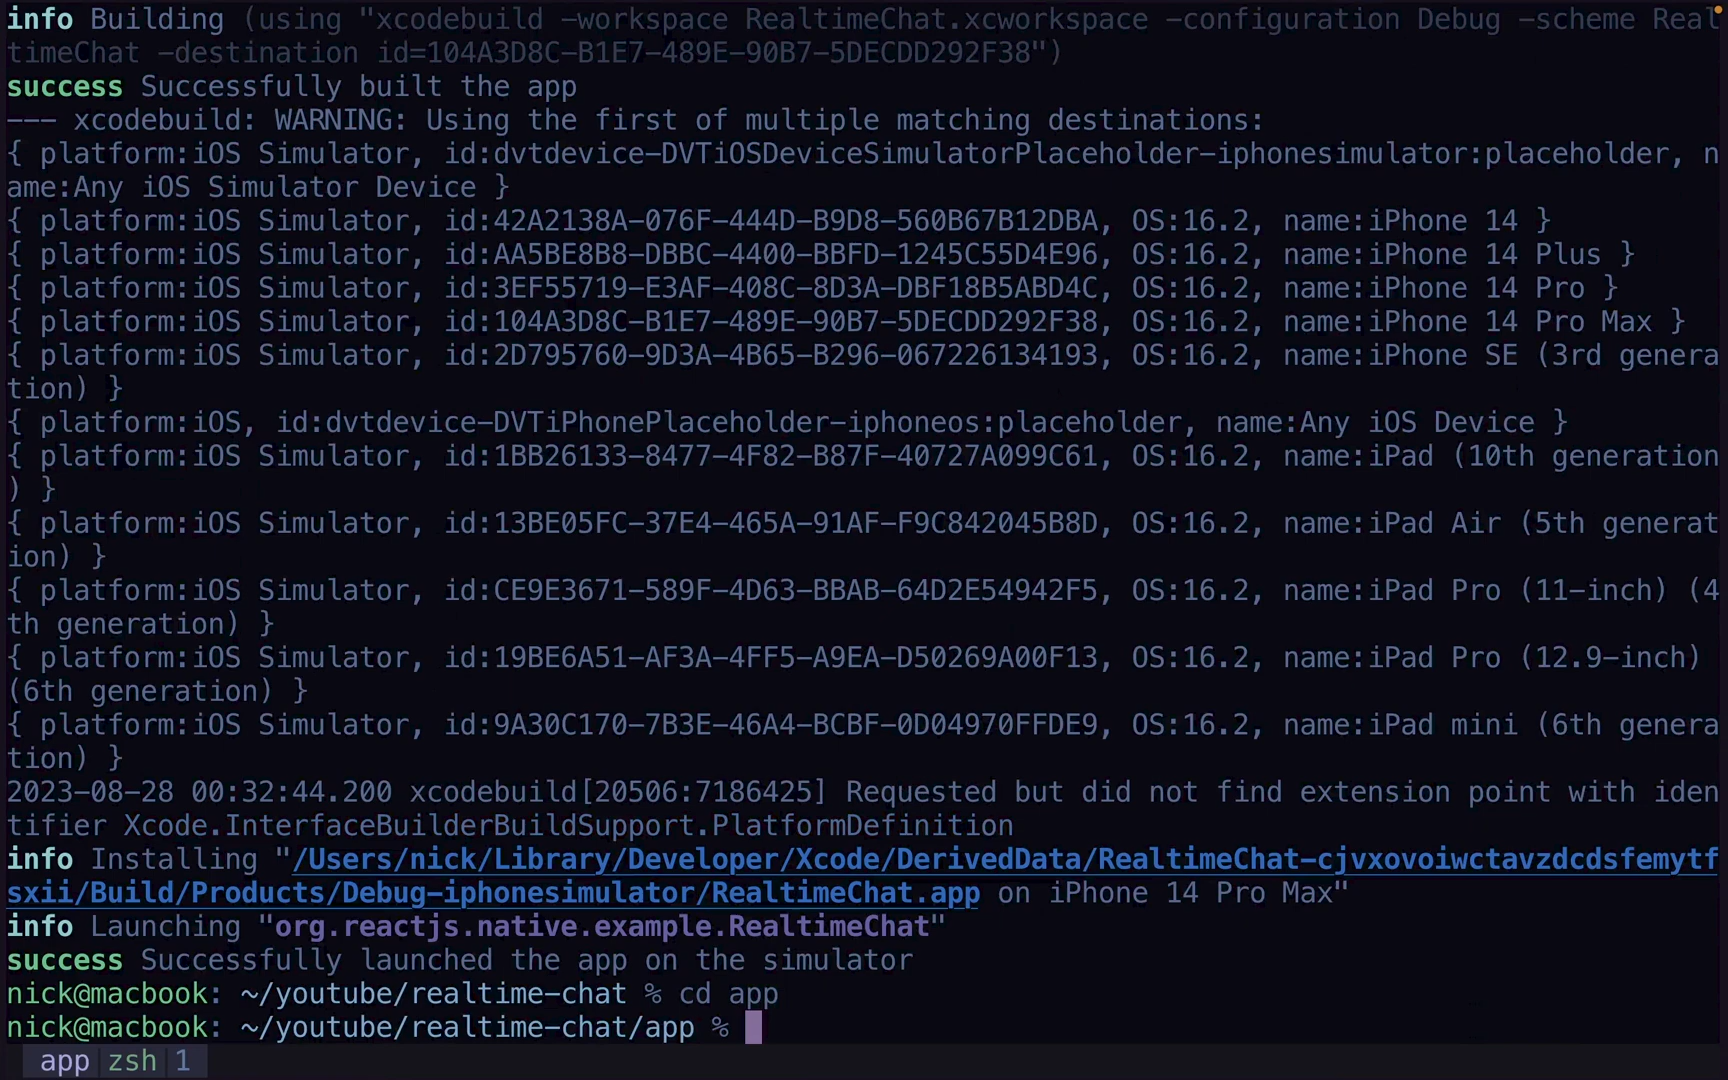 info Building (using "xcodebuild -workspace RealtimeChat.xcworkspace -configuration Debug -scheme Real
timeChat -destination id=104A3D8C-B1E7-489E-90B7-5DECDD292F38")
success Successfully built the app
--- xcodebuild: WARNING: Using the first of multiple matching destinations:
{ platform:iOS Simulator, id:dvtdevice-DVTiOSDeviceSimulatorPlaceholder-iphonesimulator:placeholder, n
ame:Any iOS Simulator Device }
{ platform:iOS Simulator, id:42A2138A-076F-444D-B9D8-560B67B12DBA, OS:16.2, name:iPhone 14 }
{ platform:iOS Simulator, id:AA5BE8B8-DBBC-4400-BBFD-1245C55D4E96, OS:16.2, name:iPhone 14 Plus }
{ platform:iOS Simulator, id:3EF55719-E3AF-408C-8D3A-DBF18B5ABD4C, OS:16.2, name:iPhone 14 Pro }
{ platform:iOS Simulator, id:104A3D8C-B1E7-489E-90B7-5DECDD292F38, OS:16.2, name:iPhone 14 Pro Max }
{ platform:iOS Simulator, id:2D795760-9D3A-4B65-B296-067226134193, OS:16.2, name:iPhone SE (3rd genera
tion) }
{ platform:iOS, id:dvtdevice-DVTiPhonePlaceholder-iphoneos:placeholder, name:Any iOS Device }
{ platform:iOS Simulator, id:1BB26133-8477-4F82-B87F-40727A099C61, OS:16.2, name:iPad (10th generation
) }
{ platform:iOS Simulator, id:13BE05FC-37E4-465A-91AF-F9C842045B8D, OS:16.2, name:iPad Air (5th generat
ion) }
{ platform:iOS Simulator, id:CE9E3671-589F-4D63-BBAB-64D2E54942F5, OS:16.2, name:iPad Pro (11-inch) (4
th generation) }
{ platform:iOS Simulator, id:19BE6A51-AF3A-4FF5-A9EA-D50269A00F13, OS:16.2, name:iPad Pro (12.9-inch)
(6th generation) }
{ platform:iOS Simulator, id:9A30C170-7B3E-46A4-BCBF-0D04970FFDE9, OS:16.2, name:iPad mini (6th genera
tion) }
2023-08-28 00:32:44.200 xcodebuild[20506:7186425] Requested but did not find extension point with iden
tifier Xcode.InterfaceBuilderBuildSupport.PlatformDefinition
info Installing "/Users/nick/Library/Developer/Xcode/DerivedData/RealtimeChat-cjvxovoiwctavzdcdsfemytf
sxii/Build/Products/Debug-iphonesimulator/RealtimeChat.app on iPhone 14 Pro Max"
info Launching "org.reactjs.native.example.RealtimeChat"
success Successfully launched the app on the simulator
nick@macbook: ~/youtube/realtime-chat % cd app
nick@macbook: ~/youtube/realtime-chat/app %
app zsh 1